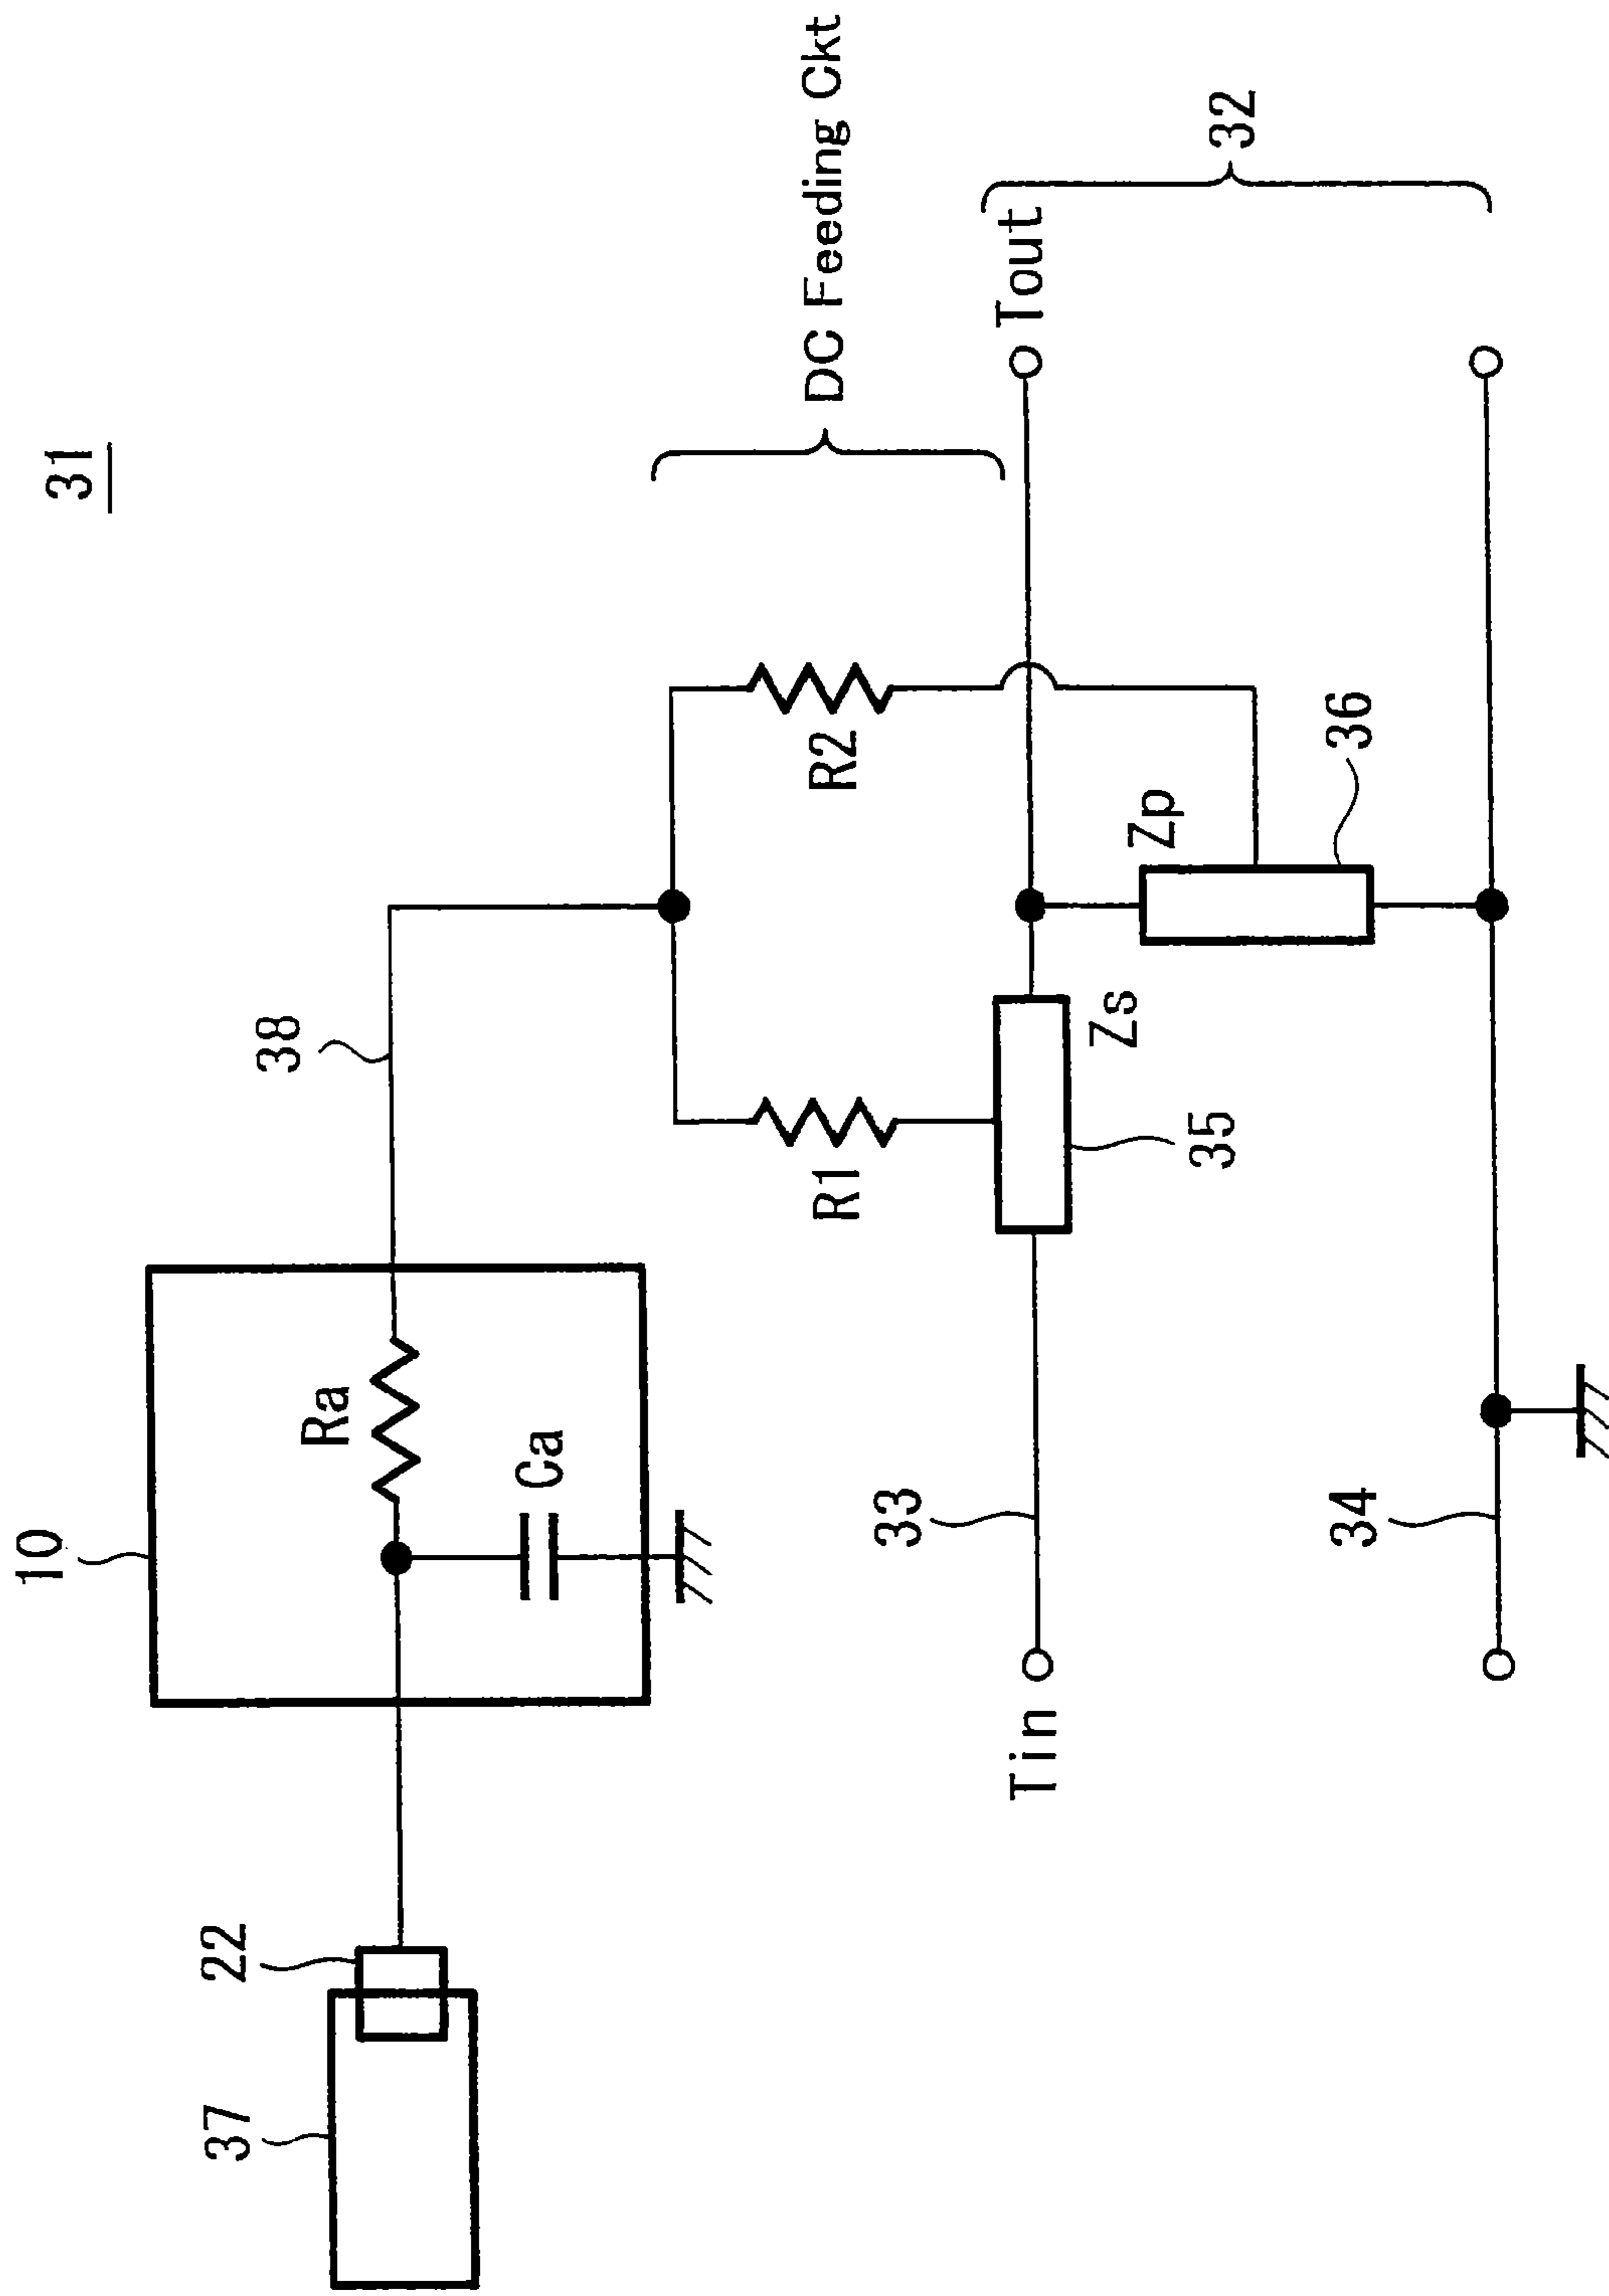 31
10
Ra
Ca
38
22
37
DC Feeding Ckt
R1
R2
Tin
33
Zs
35
Zp
36
Tout
32
34